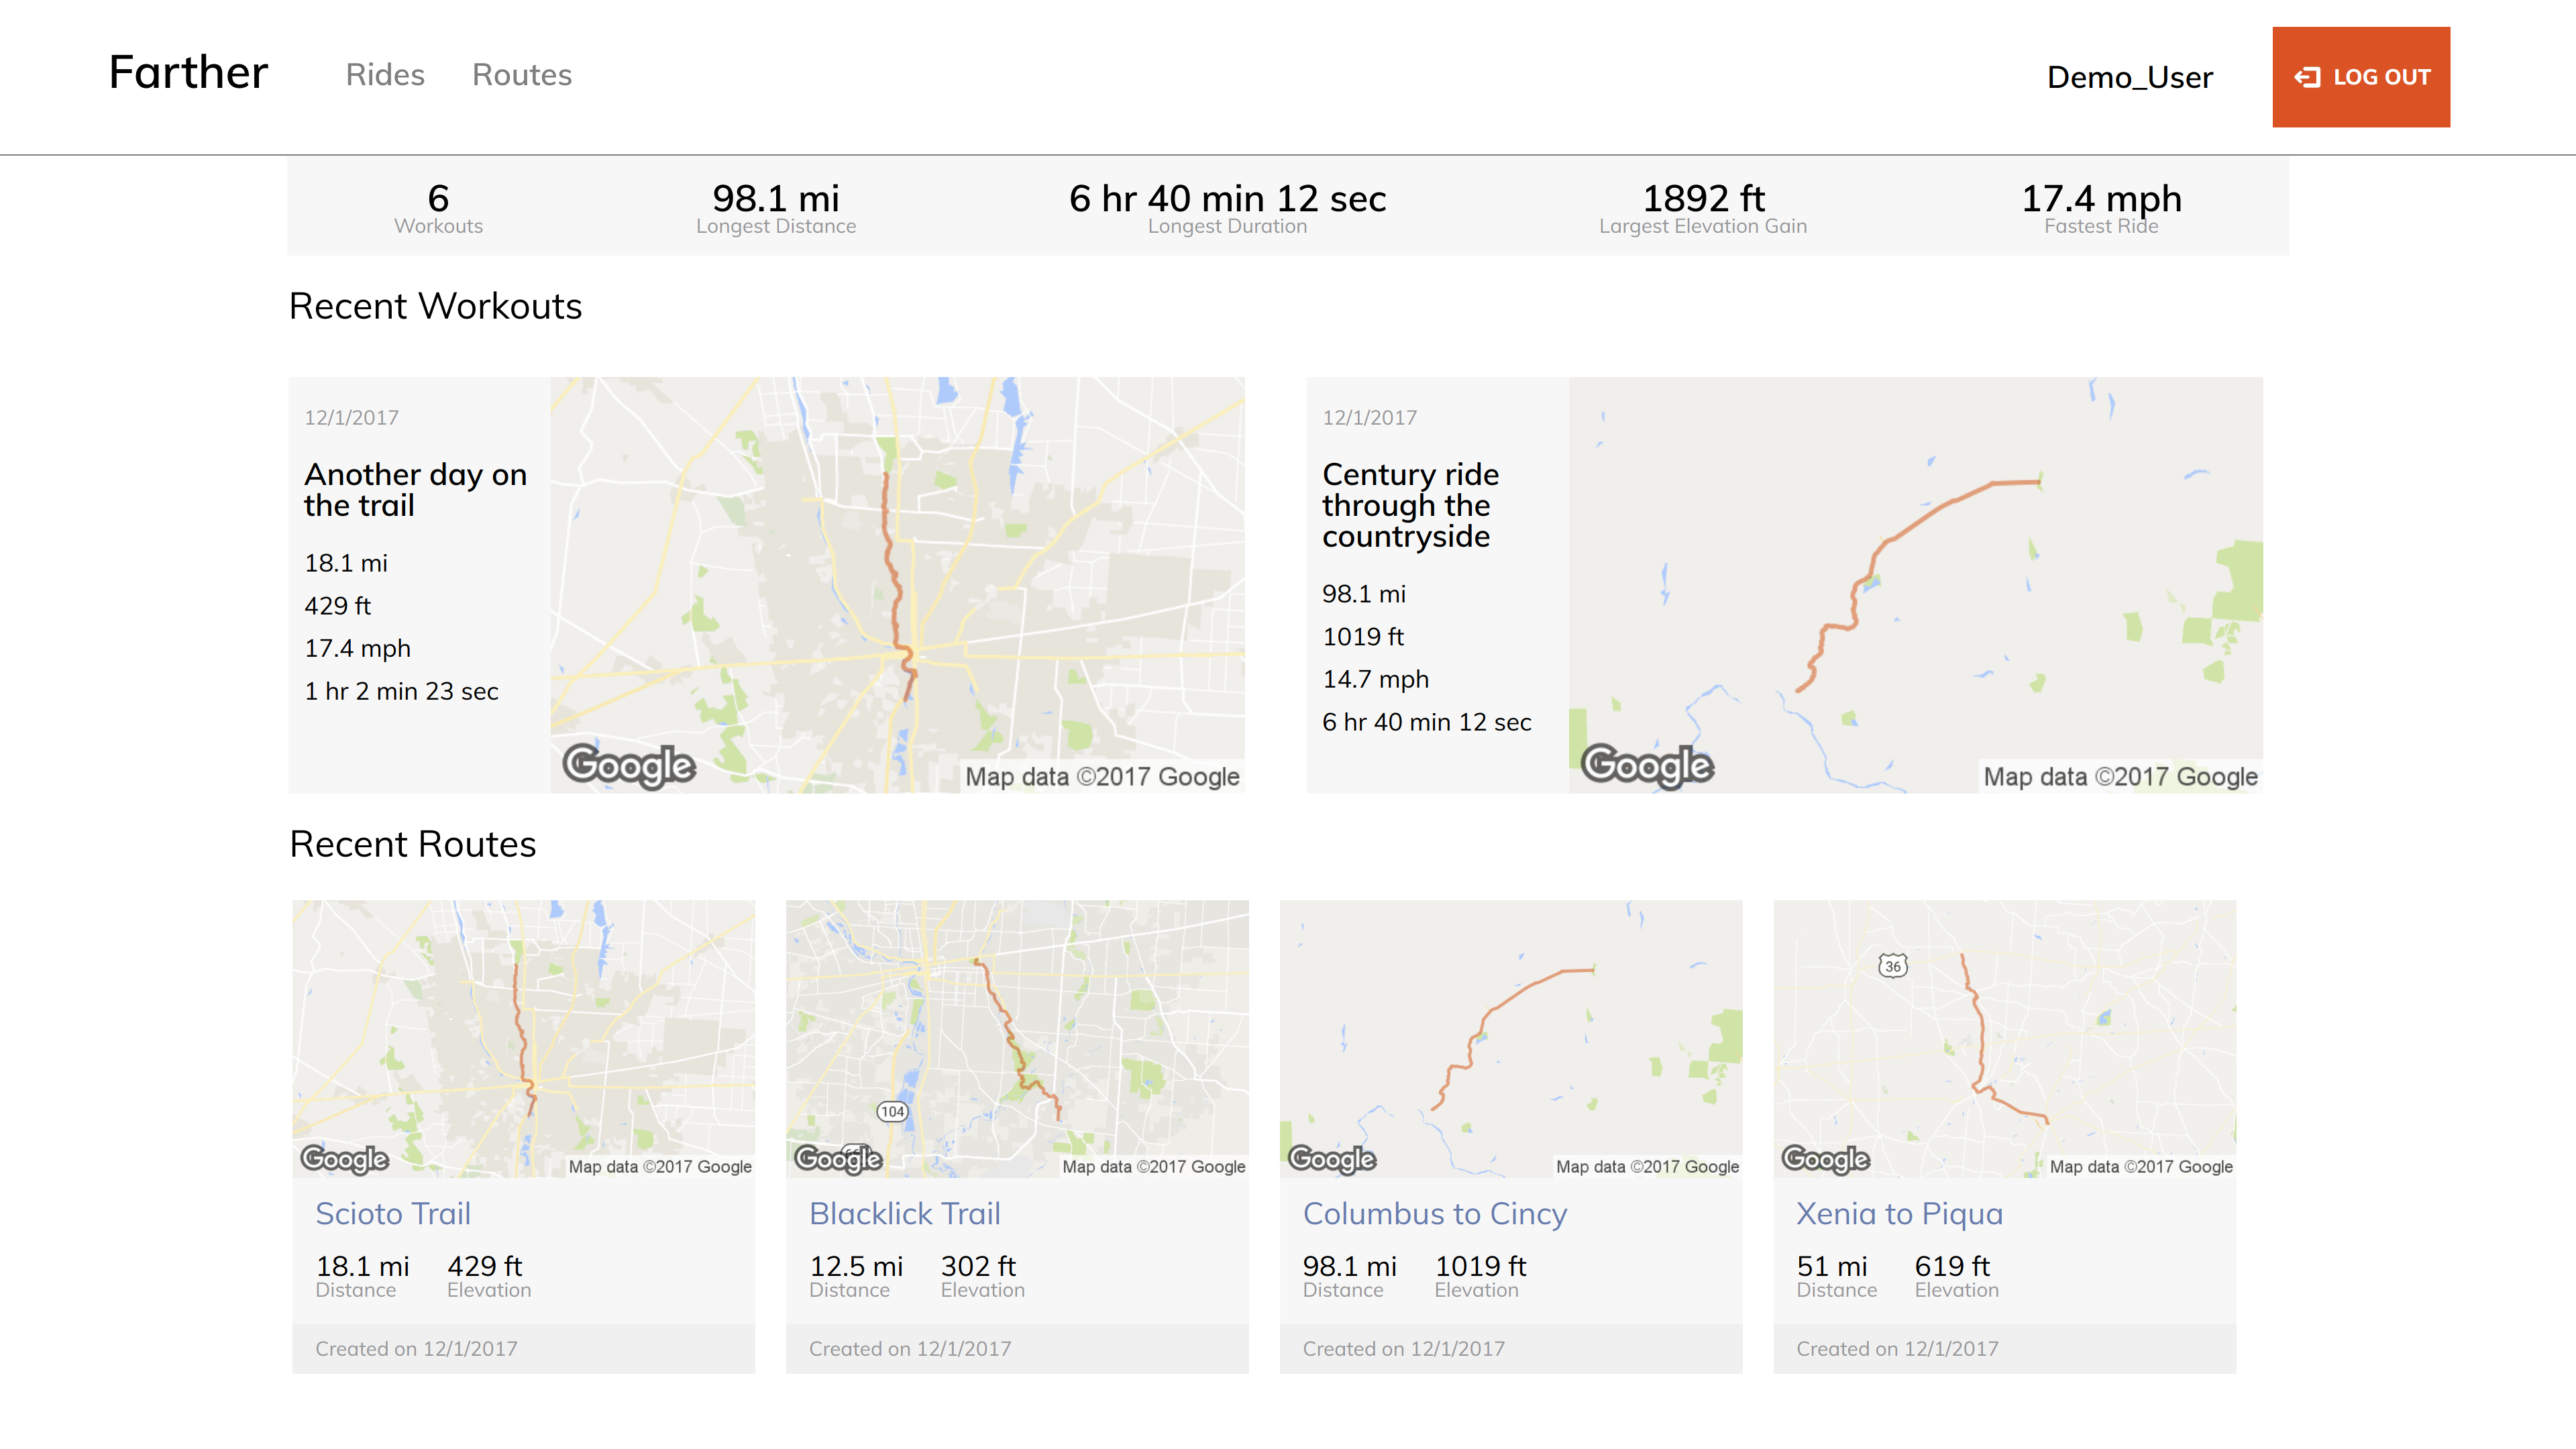 Farther Rides Routes Demo_User LOG OUT
6 98.1 mi 6 hr 40 min 12 sec 1892 ft 17.4 mph
Workouts Longest Distance Longest Duration Largest Elevation Gain Fastest Ride
Recent Workouts
12/1/2017
Another day on
the trail
18.1 mi
429 ft
17.4 mph
1 hr 2 min 23 sec
Google
Map data ©2017 Google
12/1/2017
Century ride
through the
countryside
98.1 mi
1019 ft
14.7 mph
6 hr 40 min 12 sec
Google
Map data ©2017 Google
Recent Routes
Google
Map data ©2017 Google
Scioto Trail
18.1 mi 429 ft
Distance Elevation
Created on 12/1/2017
104
Google
Map data ©2017 Google
Blacklick Trail
12.5 mi 302 ft
Distance Elevation
Created on 12/1/2017
Google
Map data ©2017 Google
Columbus to Cincy
98.1 mi 1019 ft
Distance Elevation
Created on 12/1/2017
36
Google
Map data ©2017 Google
Xenia to Piqua
51 mi 619 ft
Distance Elevation
Created on 12/1/2017